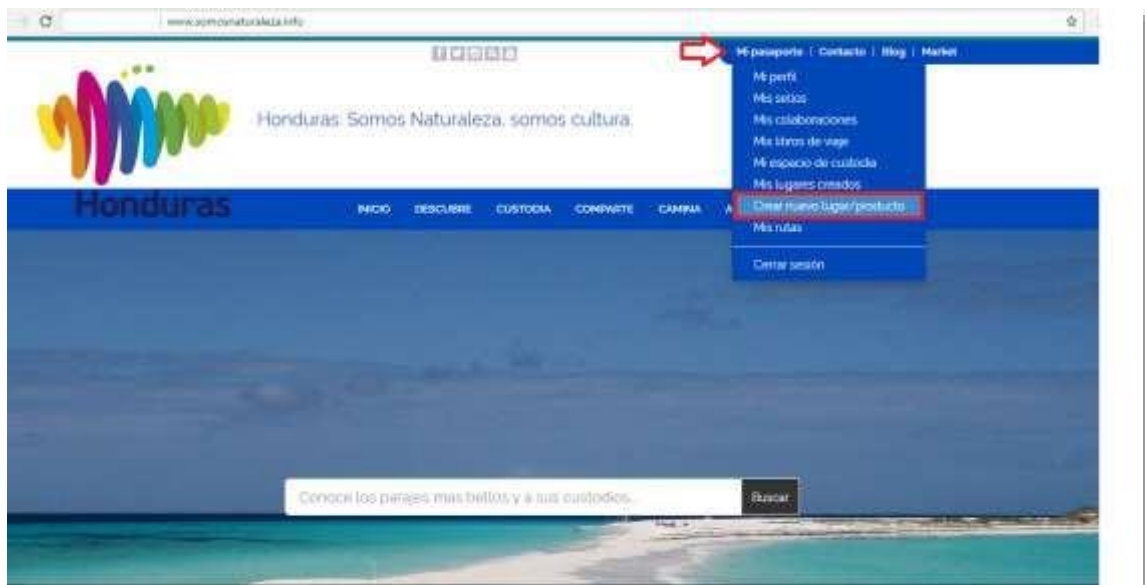 www.somosnaturaleza.info
Mi pasaporte | Contacto | Blog | Market
Mi perfil
Mis sitios
Mis colaboraciones
Mis libros de viaje
Mi espacio de custodia
Mis lugares creados
Crear nuevo lugar/producto
Mis rutas
Cerrar sesión
Honduras. Somos Naturaleza, somos cultura.
Honduras
INICIO DESCUBRE CUSTODIA COMPARTE CAMINA
Conoce los parajes mas bellos y a sus custodios...
Buscar